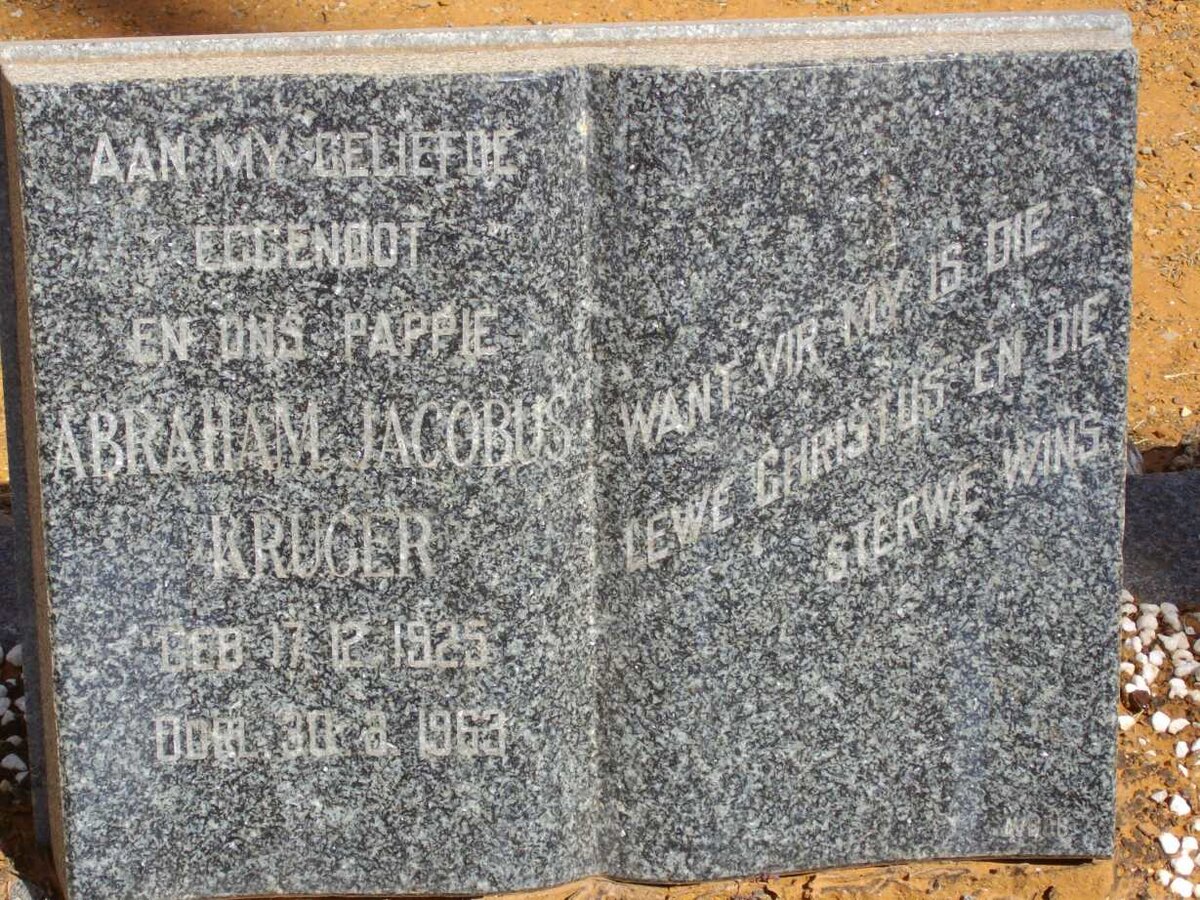 AAN MY GELIEFDE
EGGENOOT
EN ONS PAPPIE
ABRAHAM JACOBUS
KRUGER
GEB 17. 12. 1925
OORL. 30. 3. 1963
WANT VIR MY IS DIE
LEWE CHRISTUS EN DIE
STERWE WINS